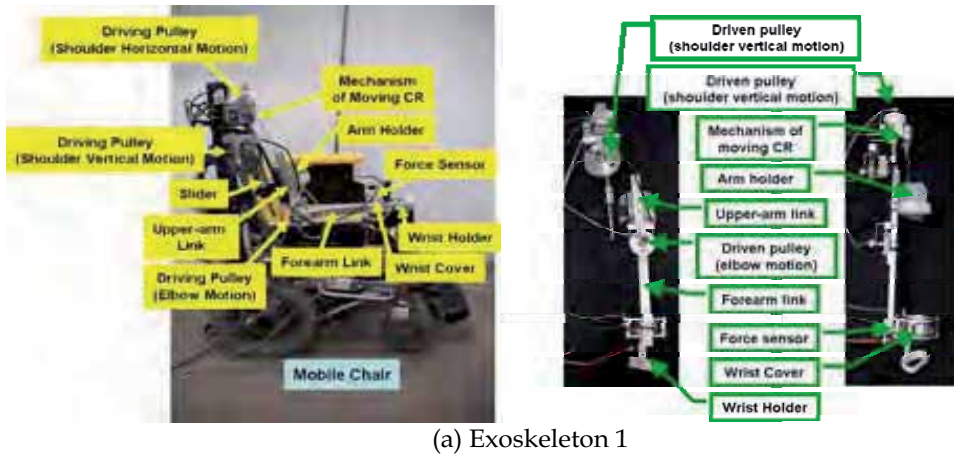 Driving Pulley
(Shoulder Horizontal Motion)
Mechanism
of Moving CR
Arm Holder
Driving Pulley
(Shoulder Vertical Motion)
Force Sensor
Slider
Upper-arm
Link
Wrist Holder
Forearm Link
Wrist Cover
Driving Pulley
(Elbow Motion)
Mobile Chair
Driven pulley
(shoulder vertical motion)
Driven pulley
(shoulder vertical motion)
Mechanism of
moving CR
Arm holder
Upper-arm link
Driven pulley
(elbow motion)
Forearm link
Force sensor
Wrist Cover
Wrist Holder
(a) Exoskeleton 1